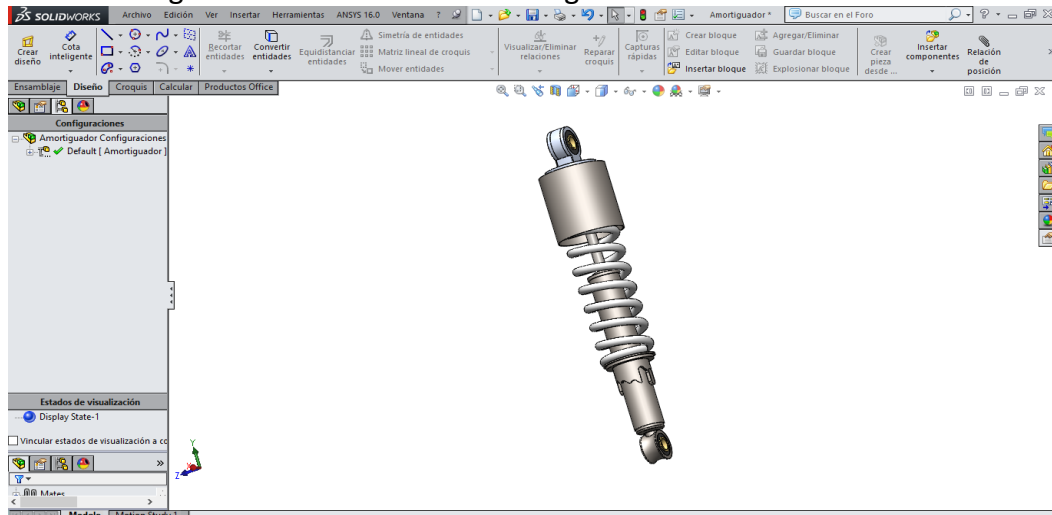 SOLIDWORKS Archivo Edición Ver Insertar Herramientas ANSYS 16.0 Ventana ? Amortiguador * Buscar en el Foro
Crear diseño
Cota inteligente
Recortar entidades
Convertir entidades
Equidistanciar entidades
Simetría de entidades
Matriz lineal de croquis
Mover entidades
Visualizar/Eliminar relaciones
Reparar croquis
Capturas rápidas
Crear bloque
Editar bloque
Insertar bloque
Agregar/Eliminar
Guardar bloque
Explosionar bloque
Crear pieza desde ...
Insertar componentes
Relación de posición
Ensamblaje Diseño Croquis Calcular Productos Office
Configuraciones
Amortiguador Configuraciones
Default [ Amortiguador ]
Estados de visualización
Display State-1
Vincular estados de visualización a co
Y
Z
Mates
Modelo Motion Study 1